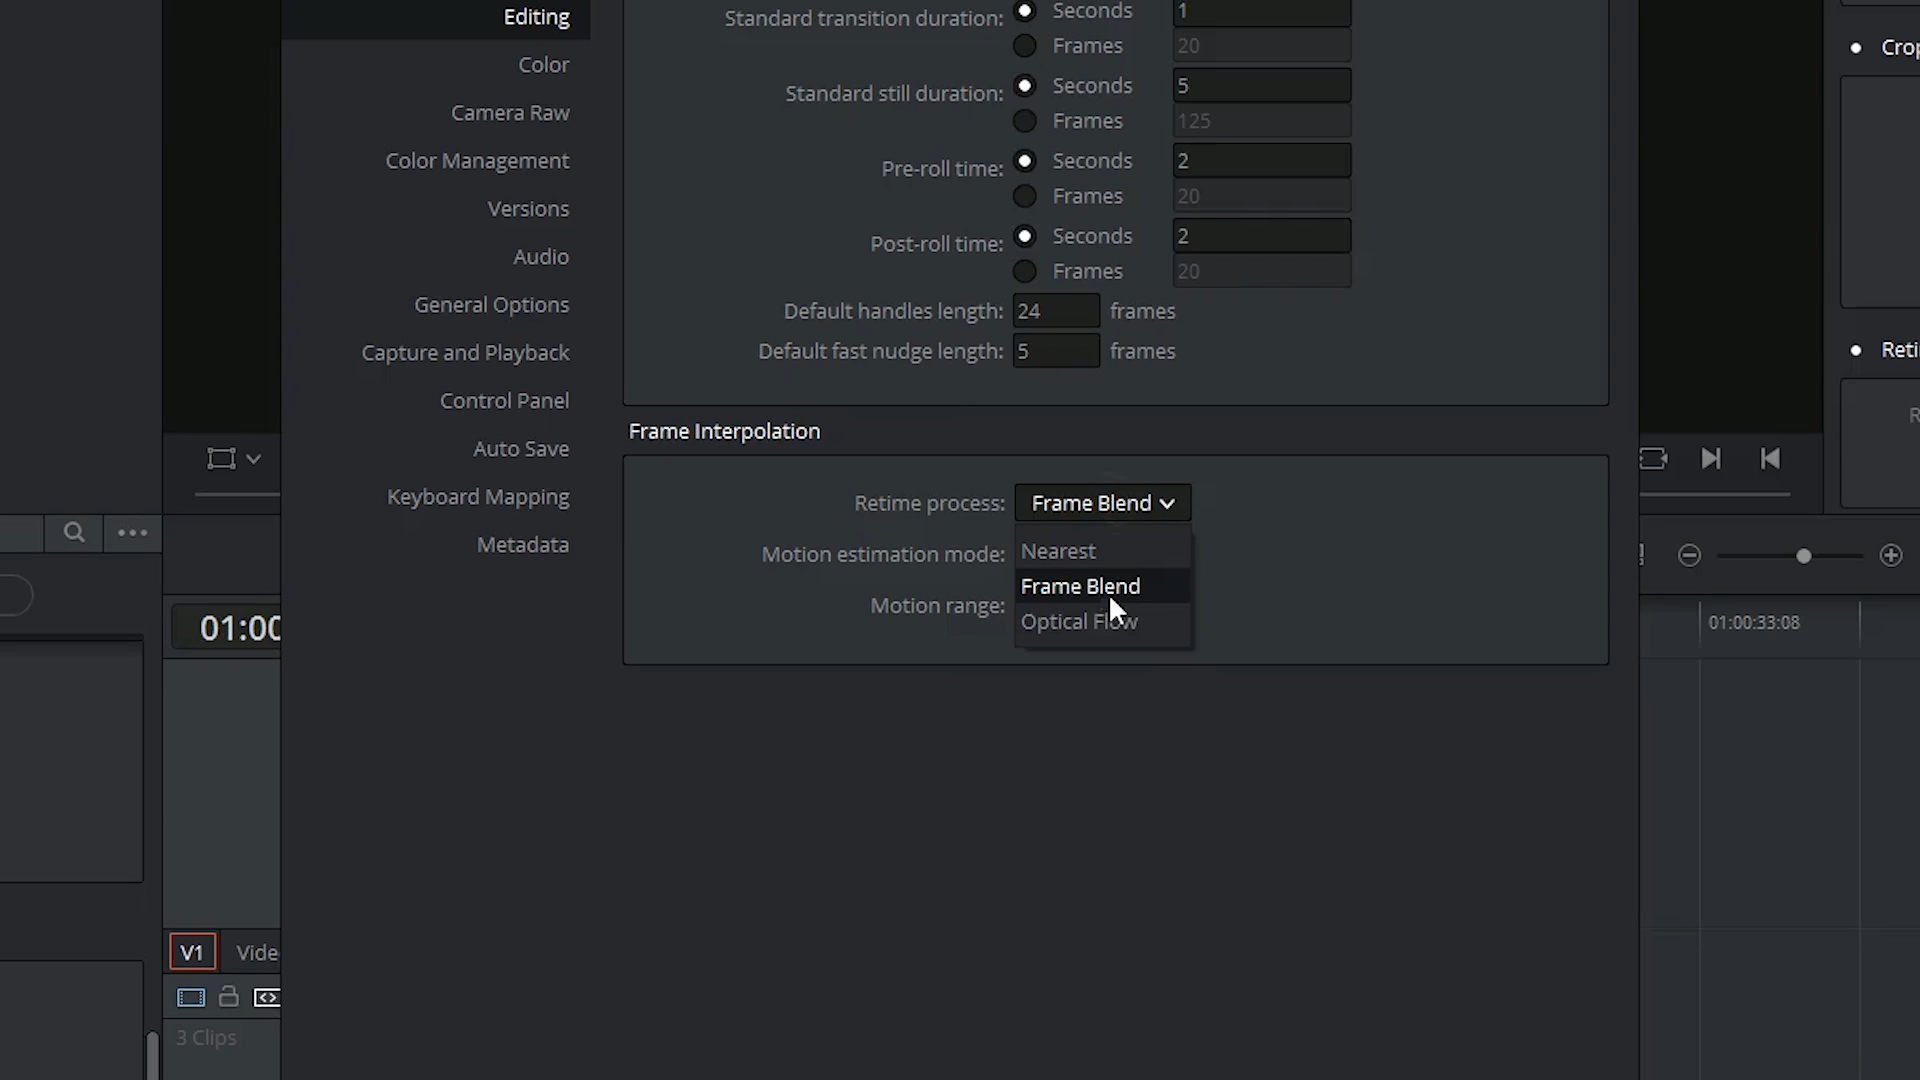 Editing
Color
Camera Raw
Color Management
Versions
Audio
General Options
Capture and Playback
Control Panel
Auto Save
Keyboard Mapping
Metadata
Standard transition duration: Seconds 1
Frames 20
Standard still duration: Seconds 5
Frames 125
Pre-roll time: Seconds 2
Frames 20
Post-roll time: Seconds 2
Frames 20
Default handles length: 24 frames
Default fast nudge length: 5 frames
Frame Interpolation
Retime process: Frame Blend
Nearest
Motion estimation mode:
Frame Blend
Motion range:
Optical Flow
Crop
Reti
R
01:00
01:00:33:08
V1 Vide
3 Clips